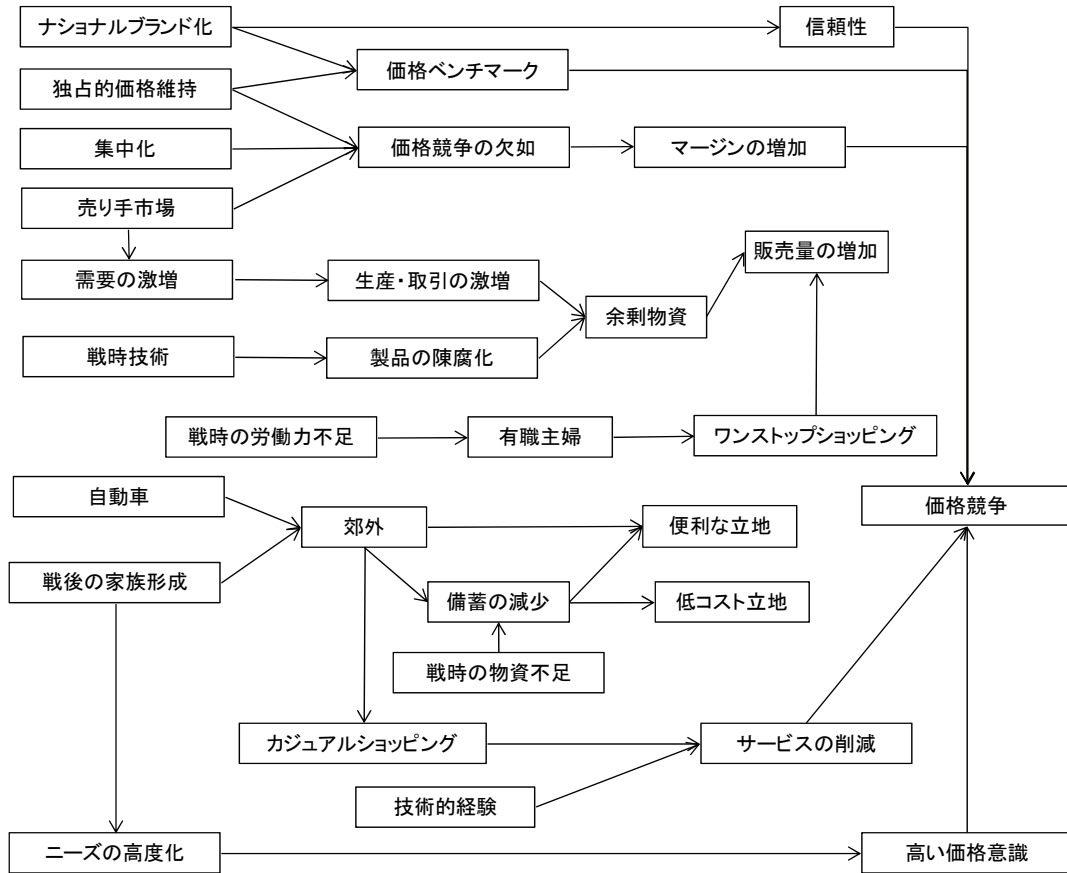 ナショナルブランド化
信頼性
価格ベンチマーク
独占的価格維持
集中化
価格競争の欠如
マージンの増加
売り手市場
販売量の増加
需要の激増
生産・取引の激増
余剰物資
戦時技術
製品の陳腐化
戦時の労働力不足
有職主婦
ワンストップショッピング
自動車
価格競争
郊外
便利な立地
戦後の家族形成
備蓄の減少
低コスト立地
戦時の物資不足
カジュアルショッピング
サービスの削減
技術的経験
ニーズの高度化
高い価格意識